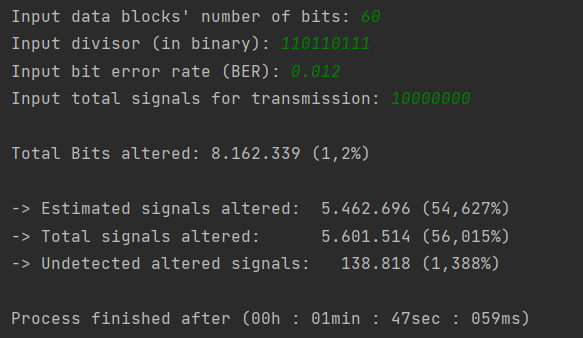 Input data blocks' number of bits: 60
Input divisor (in binary): 110110111
Input bit error rate (BER): 0.012
Input total signals for transmission: 10000000
Total Bits altered: 8.162.339 (1,2%)
-> Estimated signals altered: 5.462.696 (54,627%)
-> Total signals altered: 5.601.514 (56,015%)
-> Undetected altered signals: 138.818 (1,388%)
Process finished after (00h : 01min : 47sec : 059ms)